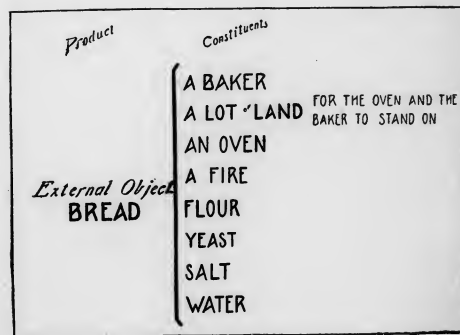 Product
Constituents
A BAKER
A LOT of LAND
FOR THE OVEN AND THE
BAKER TO STAND ON
AN OVEN
A FIRE
External Object
BREAD
FLOUR
YEAST
SALT
WATER